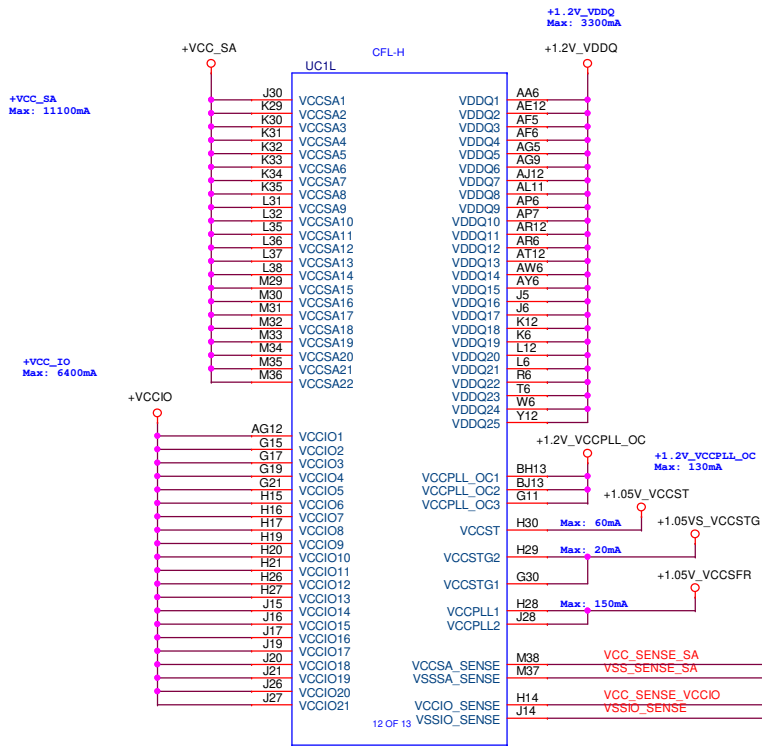 +1.2V_VDDQ
Max: 3300mA
+VCC_SA
CFL-H
+1.2V_VDDQ
UC1L
+VCC_SA
Max: 11100mA
J30 VCCSA1 VDDQ1 AA6
K29 VCCSA2 VDDQ2 AE12
K30 VCCSA3 VDDQ3 AF5
K31 VCCSA4 VDDQ4 AF6
K32 VCCSA5 VDDQ5 AG5
K33 VCCSA6 VDDQ6 AG9
K34 VCCSA7 VDDQ7 AJ12
K35 VCCSA8 VDDQ8 AL11
L31 VCCSA9 VDDQ9 AP6
L32 VCCSA10 VDDQ10 AP7
L35 VCCSA11 VDDQ11 AR12
L36 VCCSA12 VDDQ12 AR6
L37 VCCSA13 VDDQ13 AT12
L38 VCCSA14 VDDQ14 AW6
M29 VCCSA15 VDDQ15 AY6
M30 VCCSA16 VDDQ16 J5
M31 VCCSA17 VDDQ17 J6
M32 VCCSA18 VDDQ18 K12
M33 VCCSA19 VDDQ19 K6
M34 VCCSA20 VDDQ20 L12
M35 VCCSA21 VDDQ21 L6
M36 VCCSA22 VDDQ22 R6
VDDQ23 T6
VDDQ24 W6
VDDQ25 Y12
+VCC_IO
Max: 6400mA
+VCCIO
AG12 VCCIO1
G15 VCCIO2
G17 VCCIO3
G19 VCCIO4
G21 VCCIO5
H15 VCCIO6
H16 VCCIO7
H17 VCCIO8
H19 VCCIO9
H20 VCCIO10
H21 VCCIO11
H26 VCCIO12
H27 VCCIO13
J15 VCCIO14
J16 VCCIO15
J17 VCCIO16
J19 VCCIO17
J20 VCCIO18
J21 VCCIO19
J26 VCCIO20
J27 VCCIO21
+1.2V_VCCPLL_OC
+1.2V_VCCPLL_OC
Max: 130mA
VCCPLL_OC1 BH13
VCCPLL_OC2 BJ13
VCCPLL_OC3 G11
+1.05V_VCCST
VCCST H30 Max: 60mA
+1.05VS_VCCSTG
VCCSTG2 H29 Max: 20mA
VCCSTG1 G30
+1.05V_VCCSFR
VCCPLL1 H28 Max: 150mA
VCCPLL2 J28
VCCSA_SENSE M38 VCC_SENSE_SA
VSSSA_SENSE M37 VSS_SENSE_SA
VCCIO_SENSE H14 VCC_SENSE_VCCIO
VSSIO_SENSE J14 VSSIO_SENSE
12 OF 13